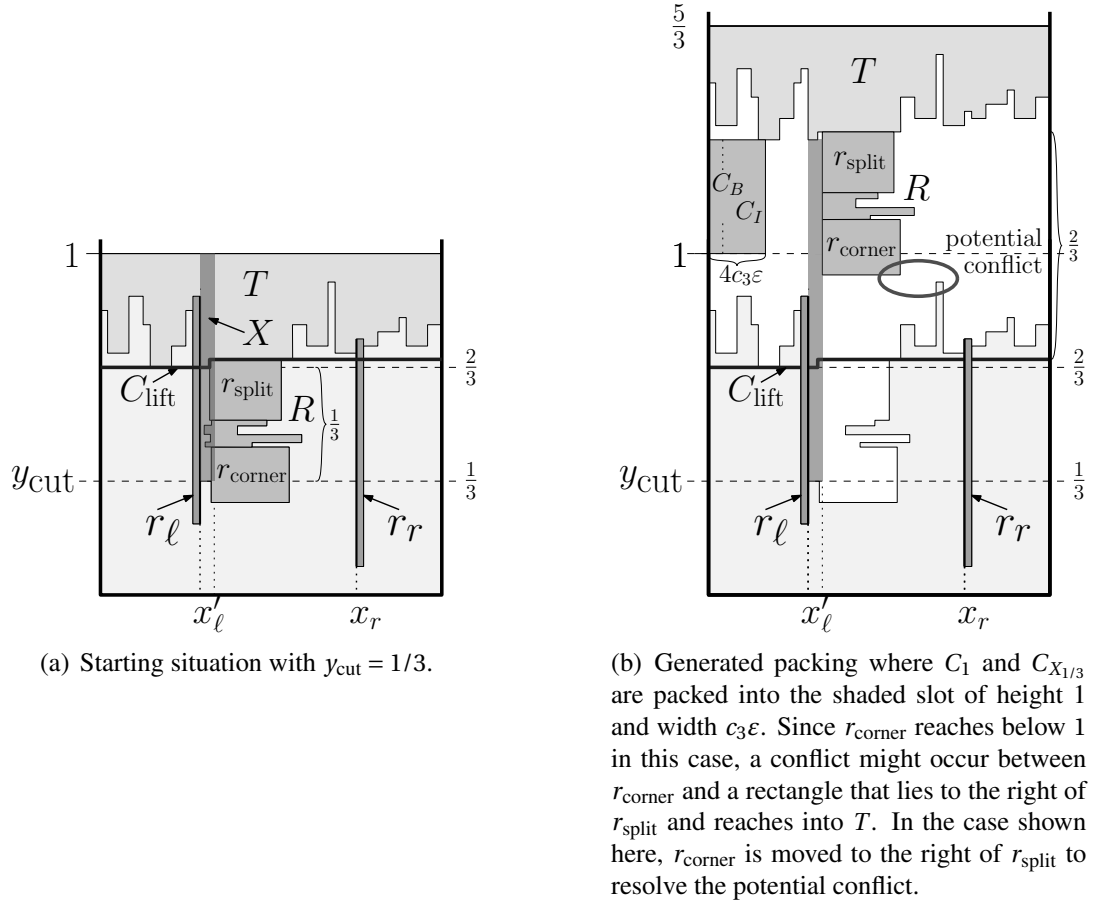 1
T
X
C_lift
r_split
R
1/3
2/3
r_corner
y_cut
1/3
r_ℓ
r_r
x'_ℓ
x_r
(a) Starting situation with y_cut = 1/3.
5/3
T
r_split
C_B
C_I
R
r_corner
potential
conflict
2/3
1
4c_3ε
2/3
C_lift
y_cut
1/3
r_ℓ
r_r
x'_ℓ
x_r
(b) Generated packing where C_1 and C_{X_{1/3}}
are packed into the shaded slot of height 1
and width c_3ε. Since r_corner reaches below 1
in this case, a conflict might occur between
r_corner and a rectangle that lies to the right of
r_split and reaches into T. In the case shown
here, r_corner is moved to the right of r_split to
resolve the potential conflict.